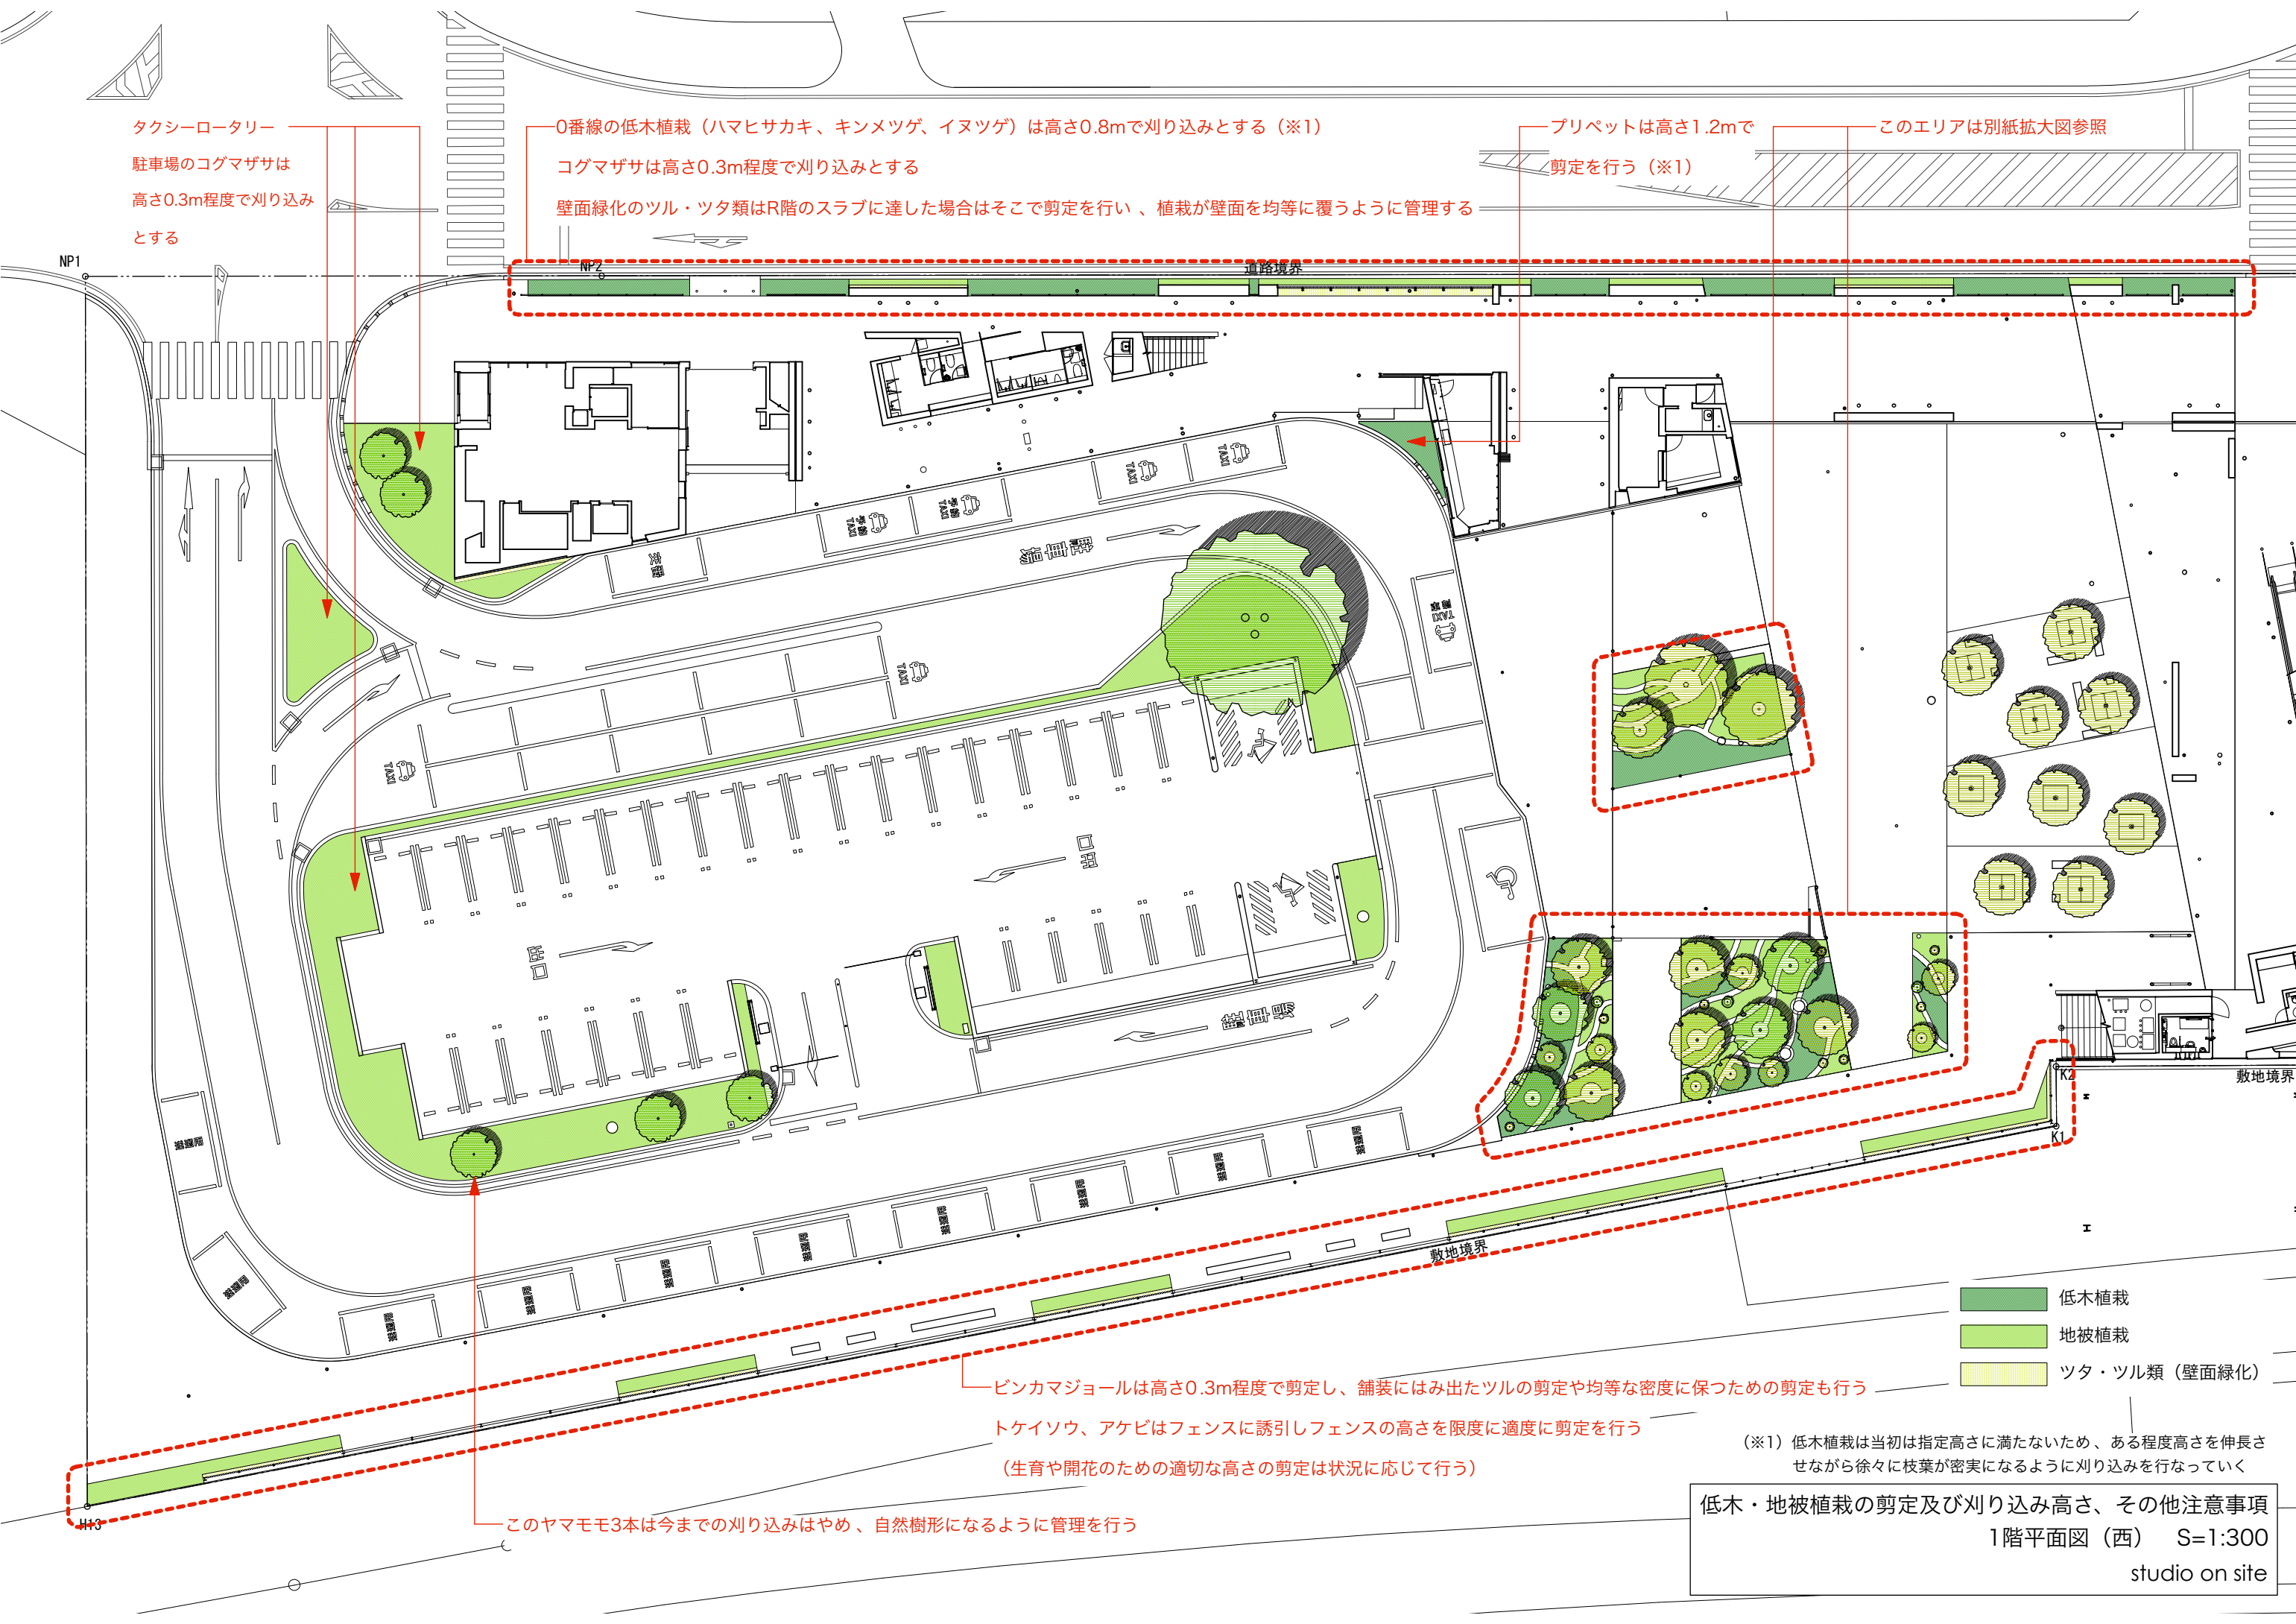 タクシーロータリー
駐車場のコグマザサは
高さ0.3m程度で刈り込み
とする
0番線の低木植栽（ハマヒサカキ、キンメツゲ、イヌツゲ）は高さ0.8mで刈り込みとする（※1）
コグマザサは高さ0.3m程度で刈り込みとする
壁面緑化のツル・ツタ類はR階のスラブに達した場合はそこで剪定を行い、植栽が壁面を均等に覆うように管理する
プリペットは高さ1.2mで
剪定を行う（※1）
このエリアは別紙拡大図参照
NP1
NP2
道路境界
TAXI
TAXI
TAXI
TAXI
駐車場
TAXI
TAXI
TAXI
入口
出口
駐車場
K2
敷地境界
K1
敷地境界
低木植栽
地被植栽
ツタ・ツル類（壁面緑化）
ビンカマジョールは高さ0.3m程度で剪定し、舗装にはみ出たツルの剪定や均等な密度に保つための剪定も行う
トケイソウ、アケビはフェンスに誘引しフェンスの高さを限度に適度に剪定を行う
（生育や開花のための適切な高さの剪定は状況に応じて行う）
（※1）低木植栽は当初は指定高さに満たないため、ある程度高さを伸長さ
せながら徐々に枝葉が密実になるように刈り込みを行なっていく
H13
このヤマモモ3本は今までの刈り込みはやめ、自然樹形になるように管理を行う
低木・地被植栽の剪定及び刈り込み高さ、その他注意事項
1階平面図（西） S=1:300
studio on site